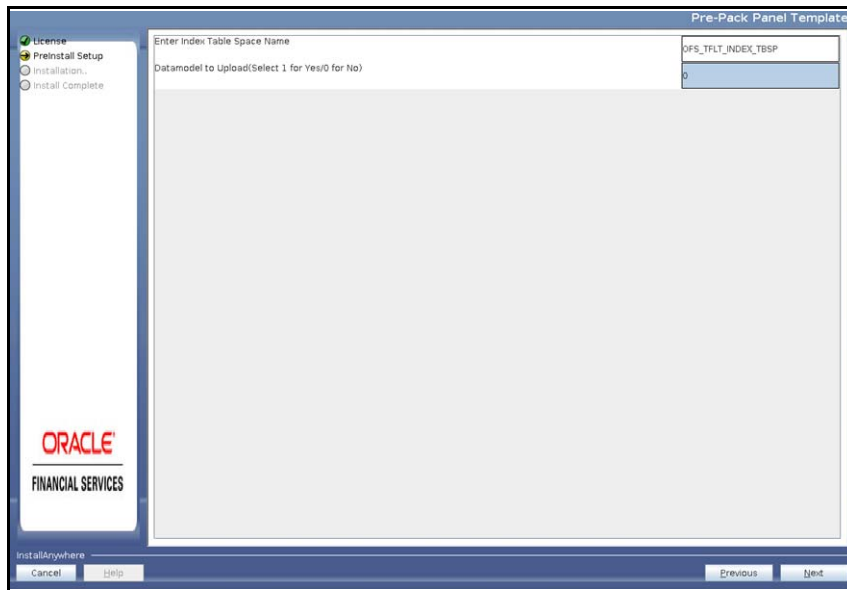 Pre-Pack Panel Template
License
PreInstall Setup
Installation..
Install Complete
Enter Index Table Space Name
OFS_TFLT_INDEX_TBSP
Datamodel to Upload(Select 1 for Yes/0 for No)
0
ORACLE
FINANCIAL SERVICES
InstallAnywhere
Cancel
Help
Previous
Next